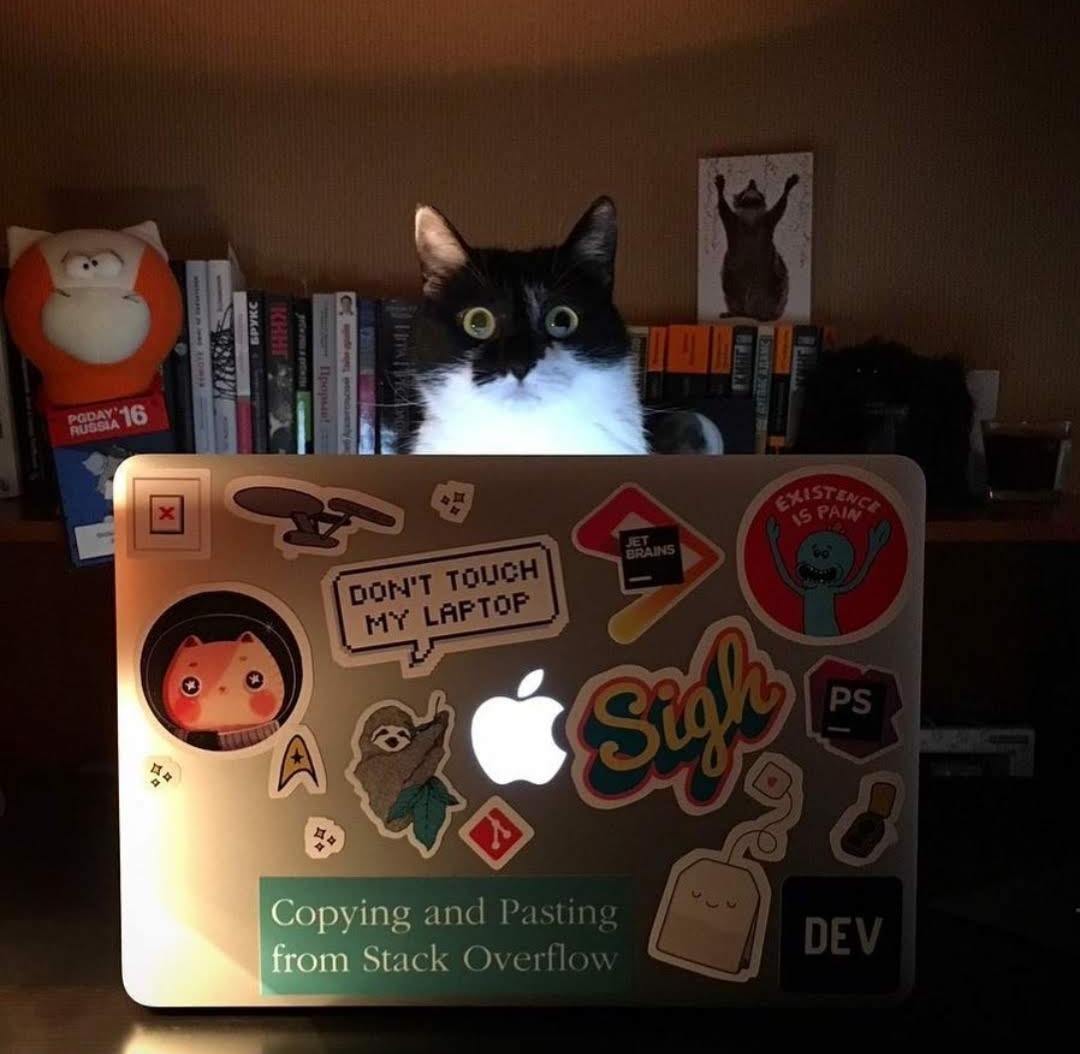 PGDAY'16
RUSSIA
БРУКС
EXISTENCE
IS PAIN
JET
BRAINS
DON'T TOUCH
MY LAPTOP
Sigh
PS
Copying and Pasting
from Stack Overflow
DEV